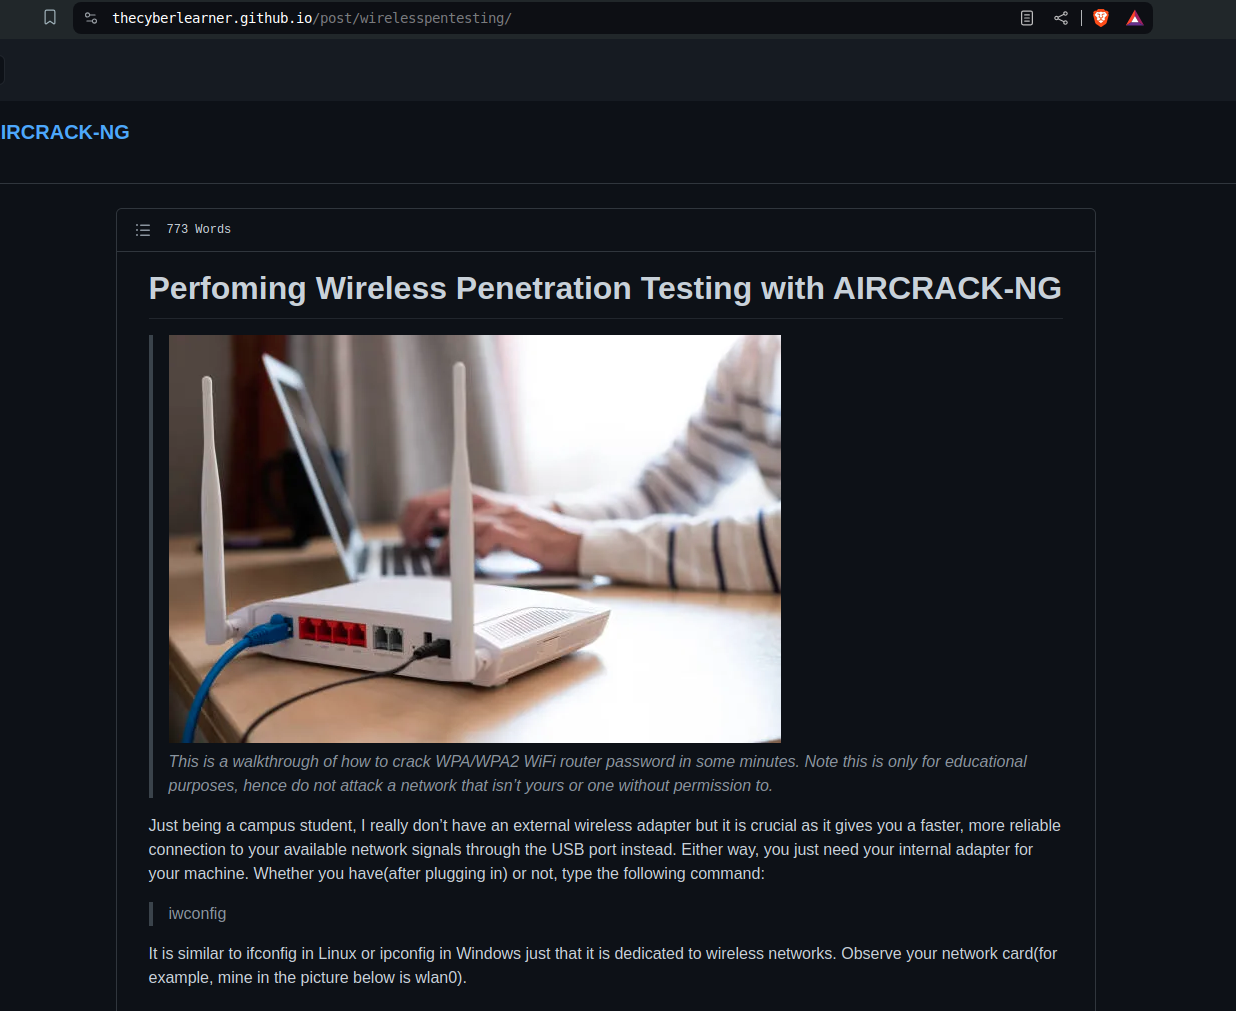 thecyberlearner.github.io/post/wirelesspentesting/
IRCRACK-NG
773 Words
Perfoming Wireless Penetration Testing with AIRCRACK-NG
This is a walkthrough of how to crack WPA/WPA2 WiFi router password in some minutes. Note this is only for educational
purposes, hence do not attack a network that isn’t yours or one without permission to.
Just being a campus student, I really don’t have an external wireless adapter but it is crucial as it gives you a faster, more reliable
connection to your available network signals through the USB port instead. Either way, you just need your internal adapter for
your machine. Whether you have(after plugging in) or not, type the following command:
iwconfig
It is similar to ifconfig in Linux or ipconfig in Windows just that it is dedicated to wireless networks. Observe your network card(for
example, mine in the picture below is wlan0).